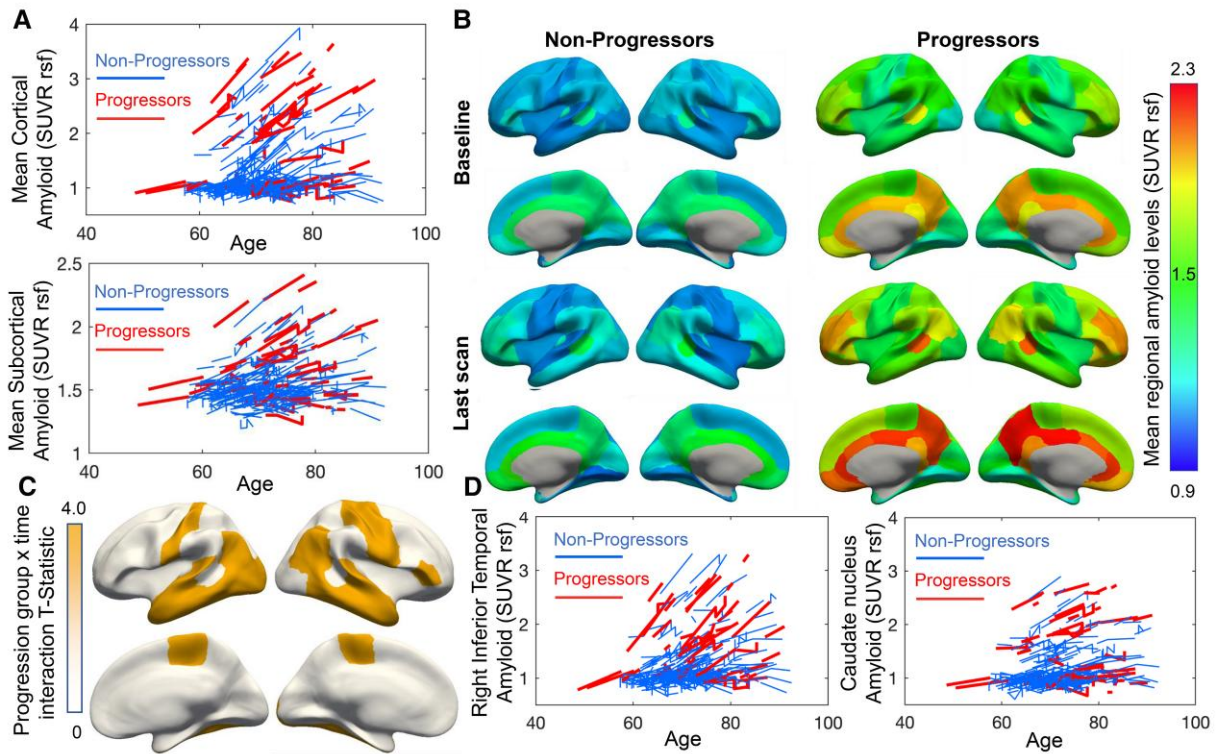 A
Mean Cortical
Amyloid (SUVR rsf)
4
3
2
1
Non-Progressors
Progressors
40
60
80
100
Age
Mean Subcortical
Amyloid (SUVR rsf)
2.5
2
1.5
1
Non-Progressors
Progressors
40
60
80
100
Age
B
Non-Progressors
Progressors
Baseline
Last scan
2.3
1.5
0.9
Mean regional amyloid levels (SUVR rsf)
C
4.0
0
Progression group x time
interaction T-Statistic
D
Right Inferior Temporal
Amyloid (SUVR rsf)
4
3
2
1
Non-Progressors
Progressors
40
60
80
100
Age
Caudate nucleus
Amyloid (SUVR rsf)
4
3
2
1
Non-Progressors
Progressors
40
60
80
100
Age